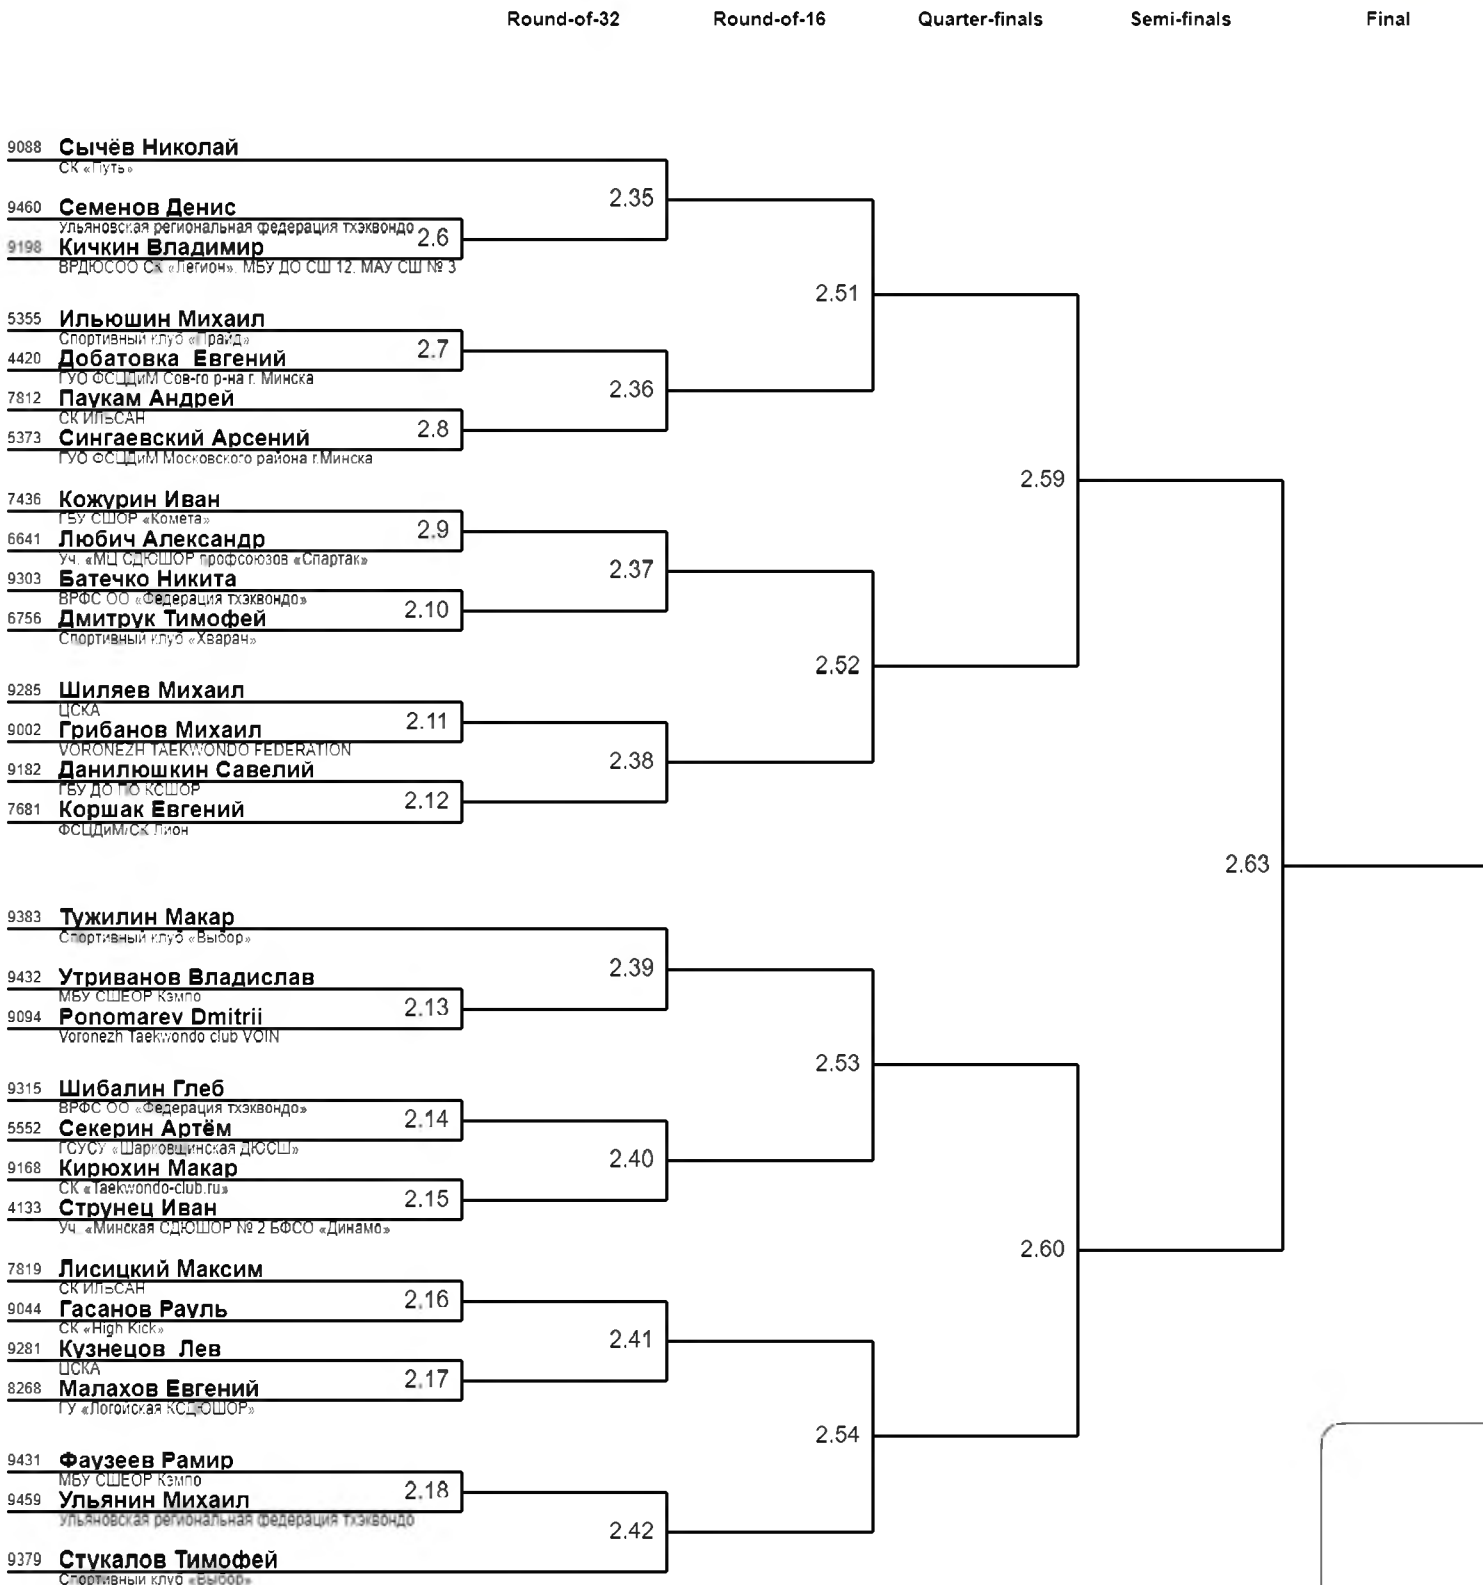 Round-of-32 Round-of-16 Quarter-finals Semi-finals Final
9088 Сычёв Николай
СК «Путь»
2.35
9460 Семенов Денис
Ульяновская региональная федерация тхэквондо
2.6
9198 Кичкин Владимир
ВРДЮСОО СК «Легион», МБУ ДО СШ 12, МАУ СШ № 3
2.51
5355 Ильюшин Михаил
Спортивный клуб «Прайд»
2.7
4420 Добатовка Евгений
ГУО ФСЦДиМ Сов-го р-на г. Минска
2.36
7812 Паукам Андрей
СК ИЛЬСАН
2.8
5373 Сингаевский Арсений
ГУО ФСЦДиМ Московского района г.Минска
2.59
7436 Кожурин Иван
ГБУ СШОР «Комета»
2.9
6641 Любич Александр
Уч. «МЦ СДЮШОР профсоюзов «Спартак»
2.37
9303 Батечко Никита
ВРФС ОО «Федерация тхэквондо»
2.10
6756 Дмитрук Тимофей
Спортивный клуб «Хваран»
2.52
9285 Шиляев Михаил
ЦСКА
2.11
9002 Грибанов Михаил
VORONEZH TAEKWONDO FEDERATION
2.38
9182 Данилюшкин Савелий
ГБУ ДО ПО КСШОР
2.12
7681 Коршак Евгений
ФСЦДиМ/СК Лион
2.63
9383 Тужилин Макар
Спортивный клуб «Выбор»
2.39
9432 Утриванов Владислав
МБУ СШЕОР Кэмпо
2.13
9094 Ponomarev Dmitrii
Voronezh Taekwondo club VOIN
2.53
9315 Шибалин Глеб
ВРФС ОО «Федерация тхэквондо»
2.14
5552 Секерин Артём
ГСУСУ «Шарковщинская ДЮСШ»
2.40
9168 Кирюхин Макар
СК «Taekwondo-club.ru»
2.15
4133 Струнец Иван
Уч. «Минская СДЮШОР № 2 БФСО «Динамо»
2.60
7819 Лисицкий Максим
СК ИЛЬСАН
2.16
9044 Гасанов Рауль
СК «High Kick»
2.41
9281 Кузнецов Лев
ЦСКА
2.17
8268 Малахов Евгений
ГУ «Логойская КСДЮШОР»
2.54
9431 Фаузеев Рамир
МБУ СШЕОР Кэмпо
2.18
9459 Ульянин Михаил
Ульяновская региональная федерация тхэквондо
2.42
9379 Стукалов Тимофей
Спортивный клуб «Выбор»